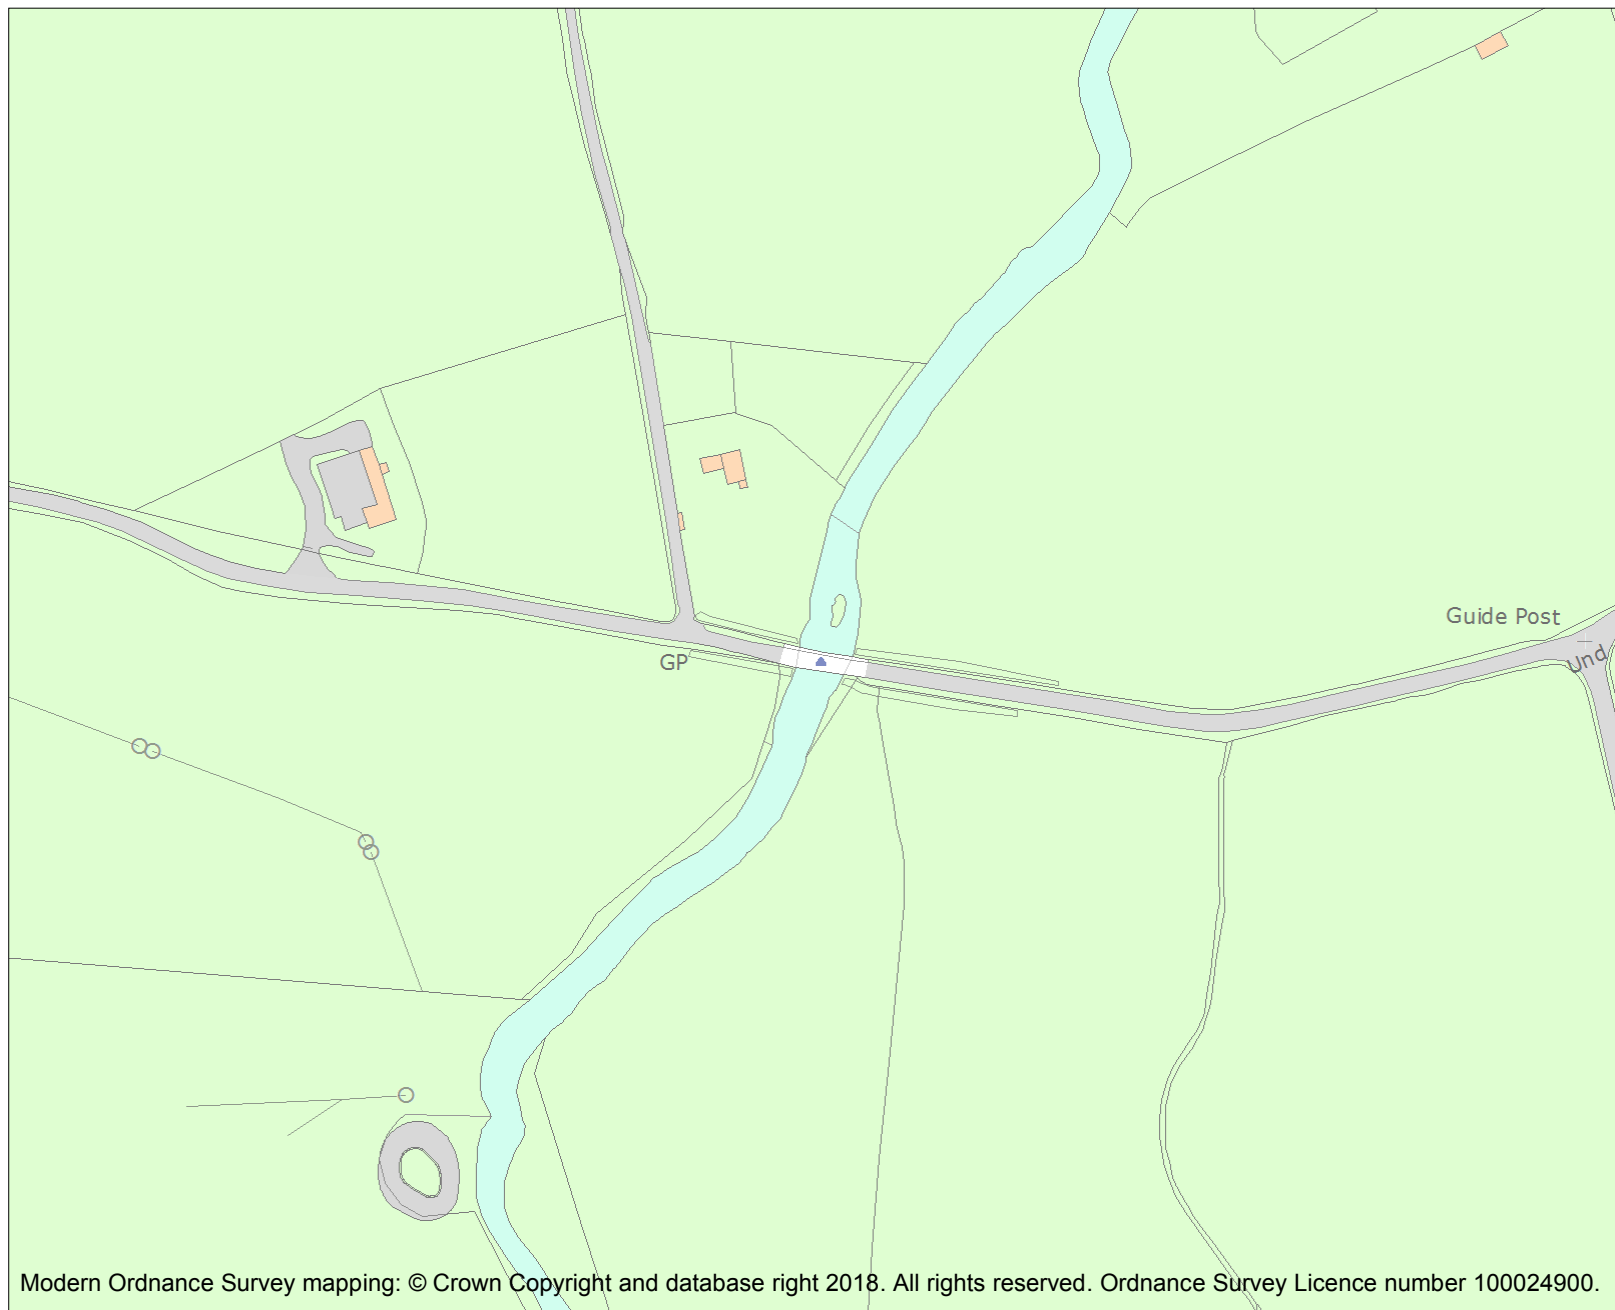 Guide Post
Und
GP
Modern Ordnance Survey mapping: © Crown Copyright and database right 2018. All rights reserved. Ordnance Survey Licence number 100024900.